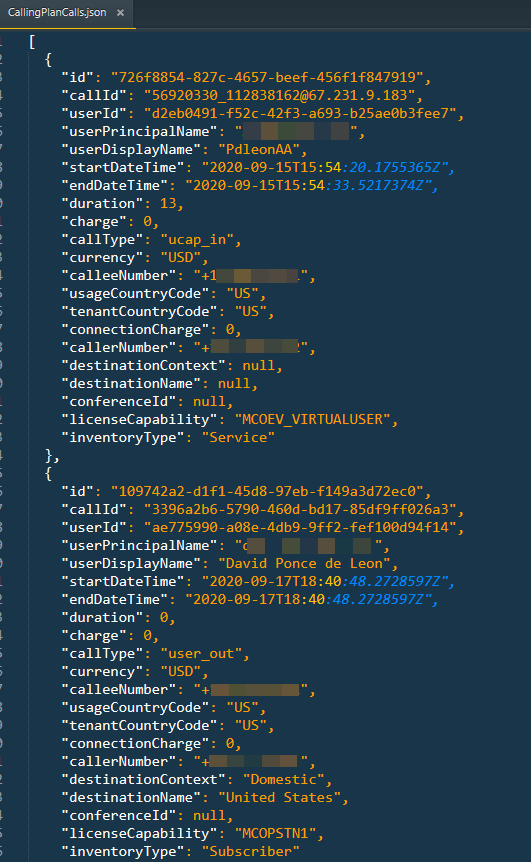 CallingPlanCalls.json ×
[
{
"id": "726f8854-827c-4657-beef-456f1f847919",
"callId": "56920330_112838162@67.231.9.183",
"userId": "d2eb0491-f52c-42f3-a693-b25ae0b3fee7",
"userPrincipalName": "",
"userDisplayName": "PdleonAA",
"startDateTime": "2020-09-15T15:54:20.1755365Z",
"endDateTime": "2020-09-15T15:54:33.5217374Z",
"duration": 13,
"charge": 0,
"callType": "ucap_in",
"currency": "USD",
"calleeNumber": "+1",
"usageCountryCode": "US",
"tenantCountryCode": "US",
"connectionCharge": 0,
"callerNumber": "+",
"destinationContext": null,
"destinationName": null,
"conferenceId": null,
"licenseCapability": "MCOEV_VIRTUALUSER",
"inventoryType": "Service"
},
{
"id": "109742a2-d1f1-45d8-97eb-f149a3d72ec0",
"callId": "3396a2b6-5790-460d-bd17-85df9ff026a3",
"userId": "ae775990-a08e-4db9-9ff2-fef100d94f14",
"userPrincipalName": "",
"userDisplayName": "David Ponce de Leon",
"startDateTime": "2020-09-17T18:40:48.2728597Z",
"endDateTime": "2020-09-17T18:40:48.2728597Z",
"duration": 0,
"charge": 0,
"callType": "user_out",
"currency": "USD",
"calleeNumber": "+",
"usageCountryCode": "US",
"tenantCountryCode": "US",
"connectionCharge": 0,
"callerNumber": "+",
"destinationContext": "Domestic",
"destinationName": "United States",
"conferenceId": null,
"licenseCapability": "MCOPSTN1",
"inventoryType": "Subscriber"